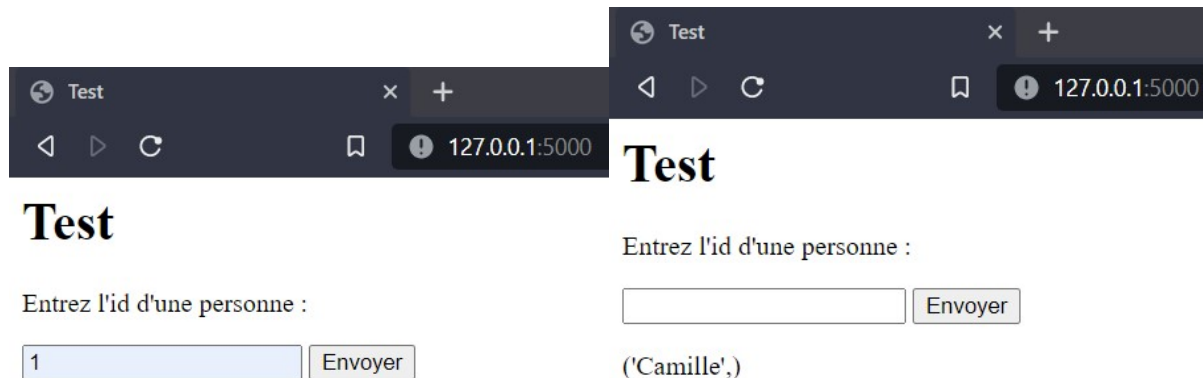 Test
127.0.0.1:5000
Test
Entrez l'id d'une personne :
1 Envoyer
Test
127.0.0.1:5000
Test
Entrez l'id d'une personne :
Envoyer
('Camille',)